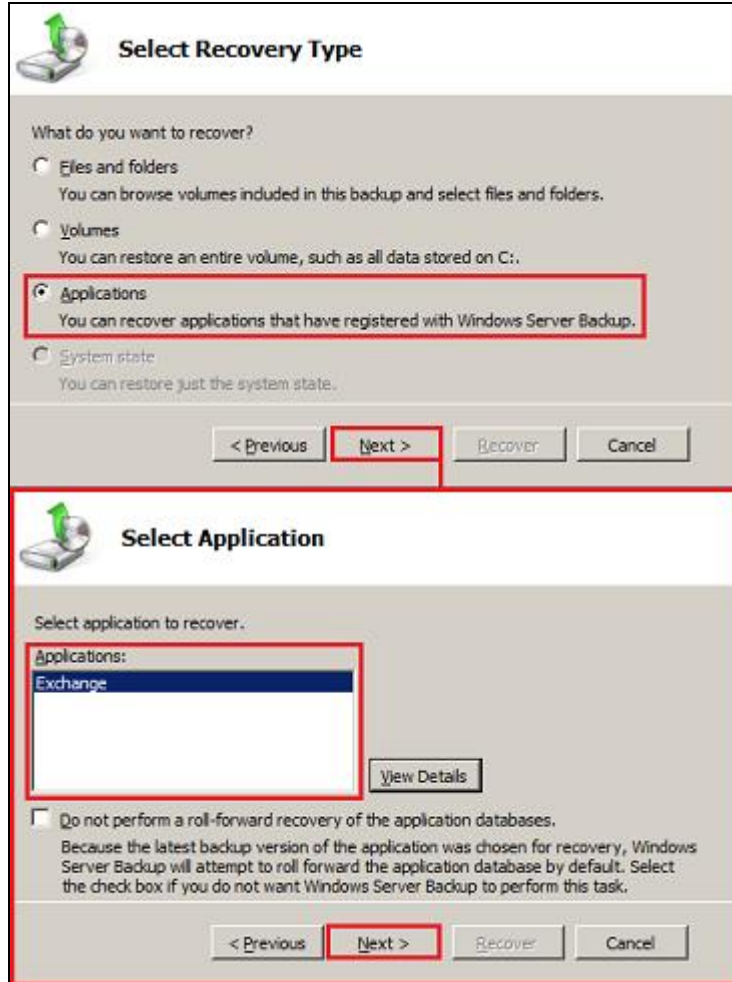 Select Recovery Type
What do you want to recover?
Files and folders
You can browse volumes included in this backup and select files and folders.
Volumes
You can restore an entire volume, such as all data stored on C:.
Applications
You can recover applications that have registered with Windows Server Backup.
System state
You can restore just the system state.
< Previous Next > Recover Cancel
Select Application
Select application to recover.
Applications:
Exchange
View Details
Do not perform a roll-forward recovery of the application databases.
Because the latest backup version of the application was chosen for recovery, Windows
Server Backup will attempt to roll forward the application database by default. Select
the check box if you do not want Windows Server Backup to perform this task.
< Previous Next > Recover Cancel